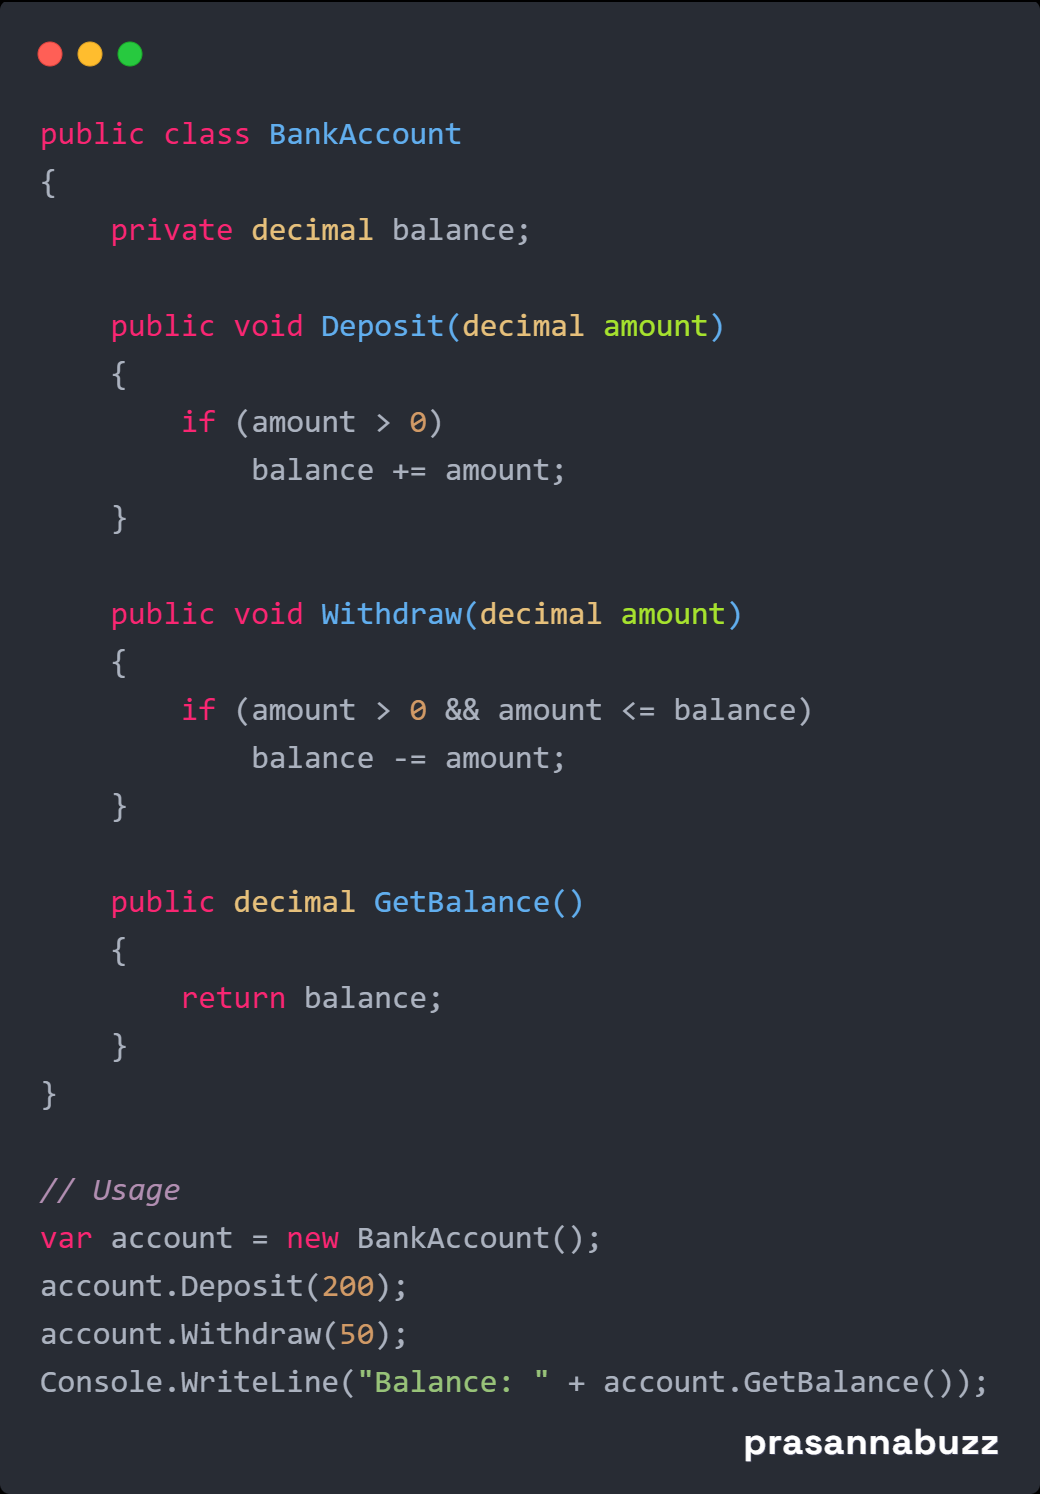 public class BankAccount
{
    private decimal balance;

    public void Deposit(decimal amount)
    {
        if (amount > 0)
            balance += amount;
    }

    public void Withdraw(decimal amount)
    {
        if (amount > 0 && amount <= balance)
            balance -= amount;
    }

    public decimal GetBalance()
    {
        return balance;
    }
}

// Usage
var account = new BankAccount();
account.Deposit(200);
account.Withdraw(50);
Console.WriteLine("Balance: " + account.GetBalance());
prasannabuzz